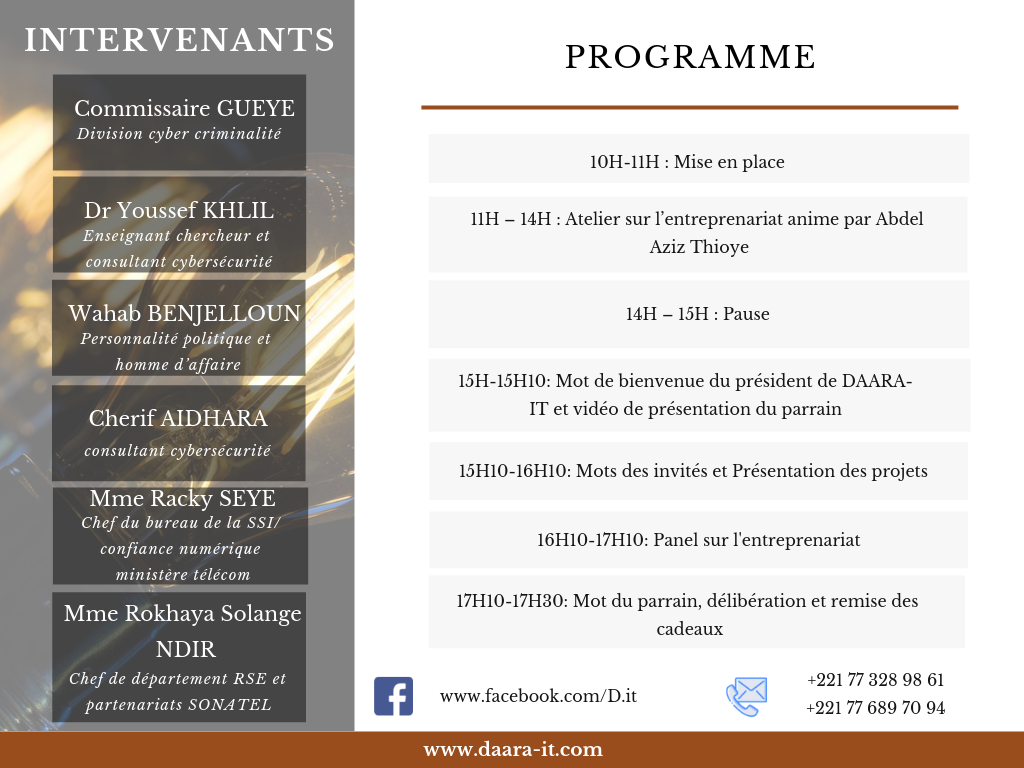 INTERVENANTS
Commissaire GUEYE
Division cyber criminalité
Dr Youssef KHLIL
Enseignant chercheur et
consultant cybersécurité
Wahab BENJELLOUN
Personnalité politique et
homme d'affaire
Cherif AIDHARA
consultant cybersécurité
Mme Racky SEYE
Chef du bureau de la SSI/
confiance numérique
ministère télécom
Mme Rokhaya Solange
NDIR
Chef de département RSE et
partenariats SONATEL
PROGRAMME
10H-11H : Mise en place
11H – 14H : Atelier sur l’entreprenariat anime par Abdel
Aziz Thioye
14H – 15H : Pause
15H-15H10: Mot de bienvenue du président de DAARA-
IT et vidéo de présentation du parrain
15H10-16H10: Mots des invités et Présentation des projets
16H10-17H10: Panel sur l'entreprenariat
17H10-17H30: Mot du parrain, délibération et remise des
cadeaux
www.facebook.com/D.it
+221 77 328 98 61
+221 77 689 70 94
www.daara-it.com